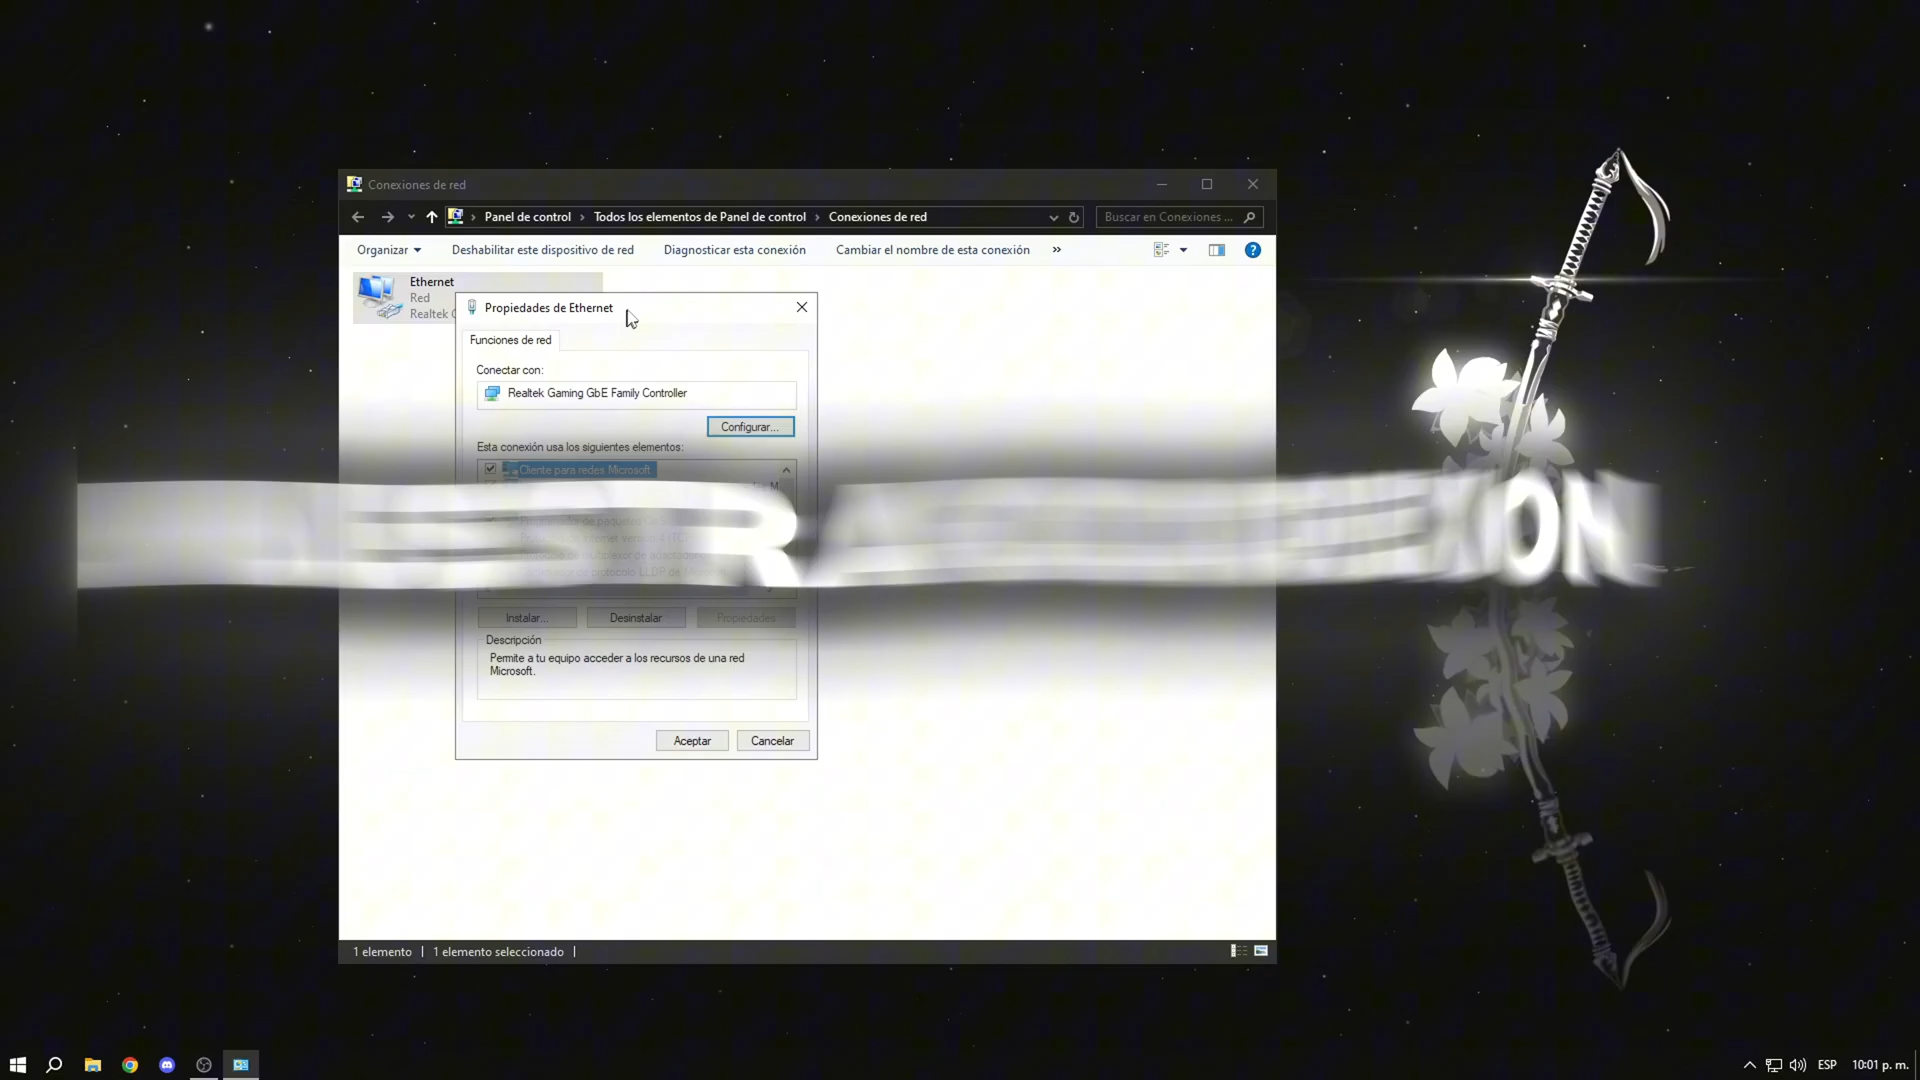 Conexiones de red
Panel de control
Todos los elementos de Panel de control
Conexiones de red
Buscar en Conexiones ...
Organizar
Deshabilitar este dispositivo de red
Diagnosticar esta conexión
Cambiar el nombre de esta conexión
»
Ethernet
Red
Realtek
Propiedades de Ethernet
Funciones de red
Conectar con:
Realtek Gaming GbE Family Controller
Configurar...
Esta conexión usa los siguientes elementos:
Cliente para redes Microsoft
Instalar...
Desinstalar
Propiedades
Descripción
Permite a tu equipo acceder a los recursos de una red
Microsoft.
Aceptar
Cancelar
1 elemento
1 elemento seleccionado
ESP
10:01 p. m.